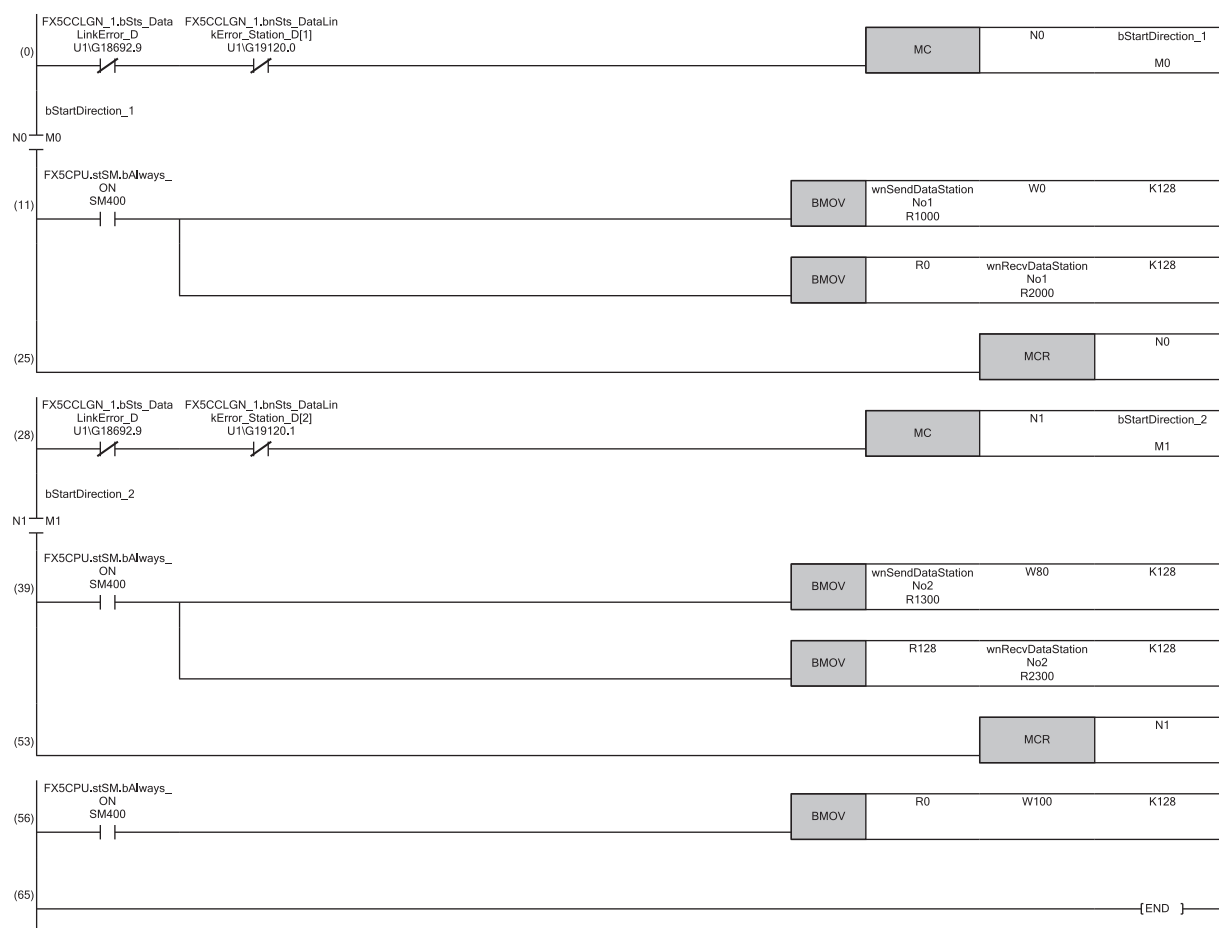 FX5CCLGN_1.bSts_Data
LinkError_D
U1\G18692.9
FX5CCLGN_1.bnSts_DataLin
kError_Station_D[1]
U1\G19120.0
(0)
MC
N0
bStartDirection_1
M0
bStartDirection_1
N0
M0
FX5CPU.stSM.bAlways_
ON
SM400
(11)
BMOV
wnSendDataStation
No1
R1000
W0
K128
BMOV
R0
wnRecvDataStation
No1
R2000
K128
(25)
MCR
N0
FX5CCLGN_1.bSts_Data
LinkError_D
U1\G18692.9
FX5CCLGN_1.bnSts_DataLin
kError_Station_D[2]
U1\G19120.1
(28)
MC
N1
bStartDirection_2
M1
bStartDirection_2
N1
M1
FX5CPU.stSM.bAlways_
ON
SM400
(39)
BMOV
wnSendDataStation
No2
R1300
W80
K128
BMOV
R128
wnRecvDataStation
No2
R2300
K128
(53)
MCR
N1
FX5CPU.stSM.bAlways_
ON
SM400
(56)
BMOV
R0
W100
K128
(65)
[END ]